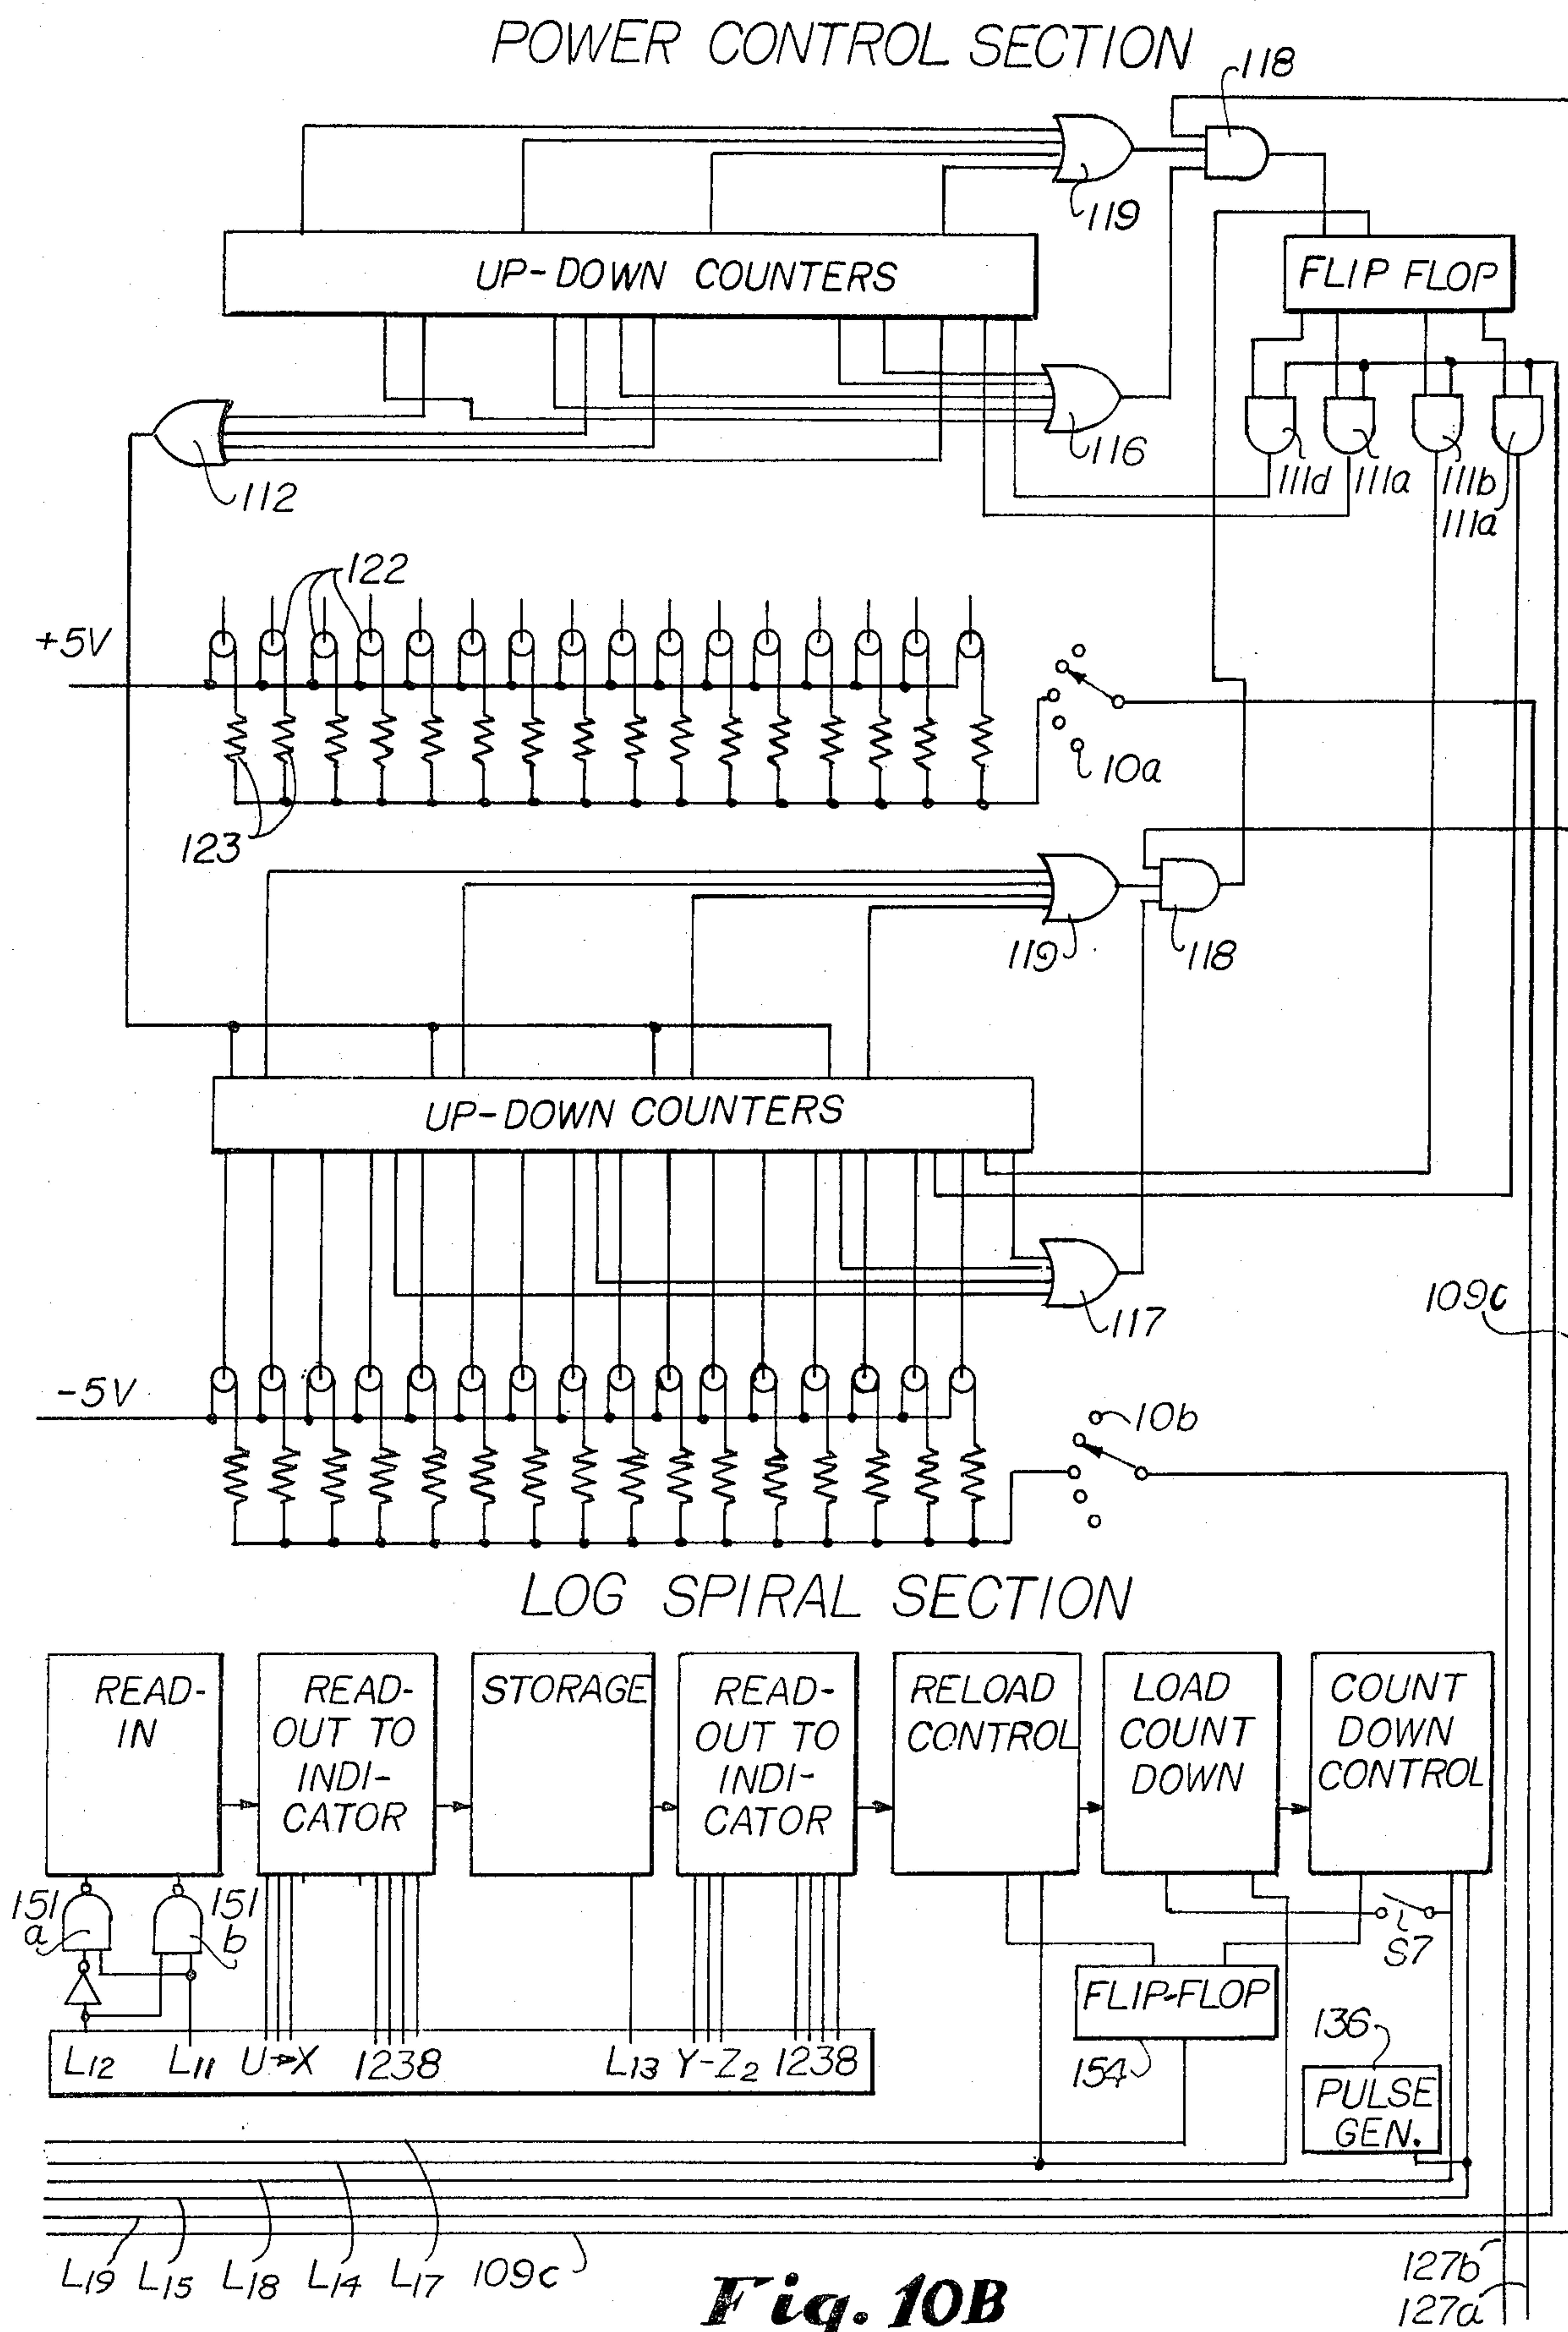 POWER CONTROL SECTION
118
119
UP-DOWN COUNTERS
FLIP FLOP
112
116
111d
111a
111b
111a
122
+5V
10a
123
119
118
UP-DOWN COUNTERS
117
109c
-5V
10b
LOG SPIRAL SECTION
READ-
IN
READ-
OUT TO
INDI-
CATOR
STORAGE
READ-
OUT TO
INDI-
CATOR
RELOAD
CONTROL
LOAD
COUNT
DOWN
COUNT
DOWN
CONTROL
151
a
151
b
S7
FLIP-FLOP
154
136
PULSE
GEN.
L12 L11 U→X 1238 L13 Y-Z2 1238
L19 L15 L18 L14 L17 109c
127b
127a
Fig. 10B